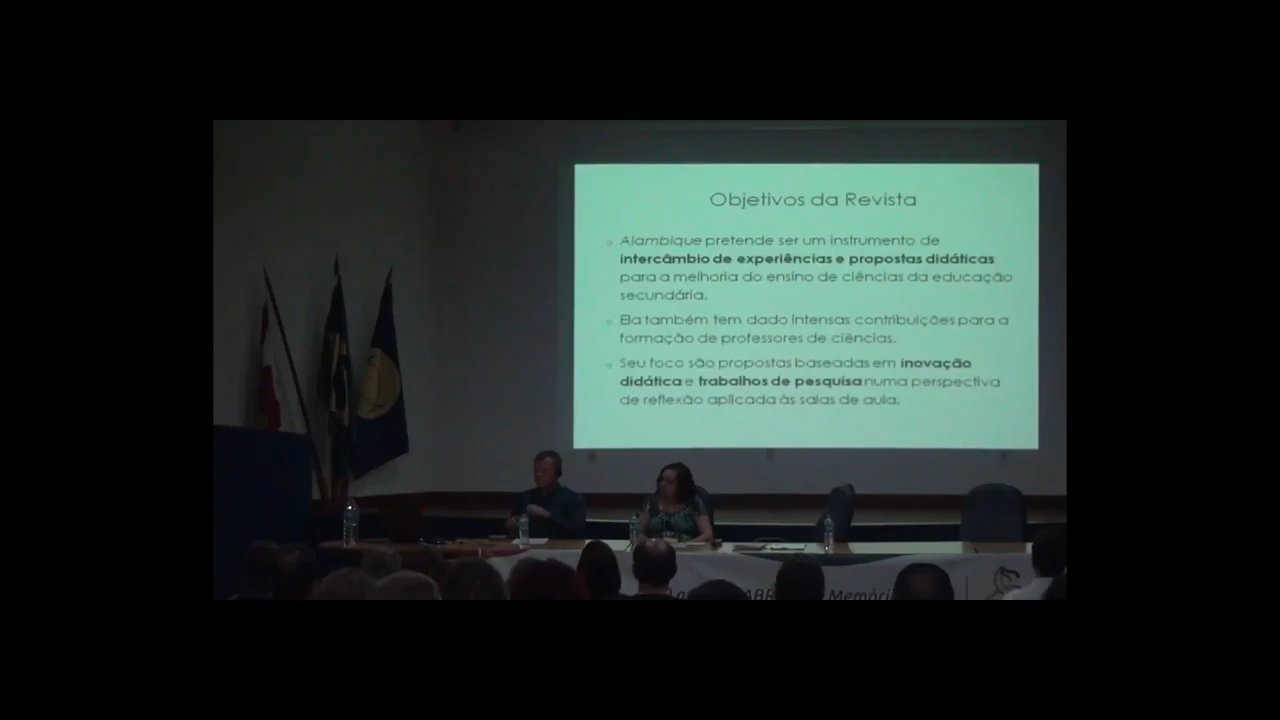 Objetivos da Revista
Alambique pretende ser um instrumento de
intercâmbio de experiências e propostas didáticas
para a melhoria do ensino de ciências da educação
secundária.
Ela também tem dado intensas contribuições para a
formação de professores de ciências.
Seu foco são propostas baseadas em inovação
didática e trabalhos de pesquisa numa perspectiva
de reflexão aplicada às salas de aula.